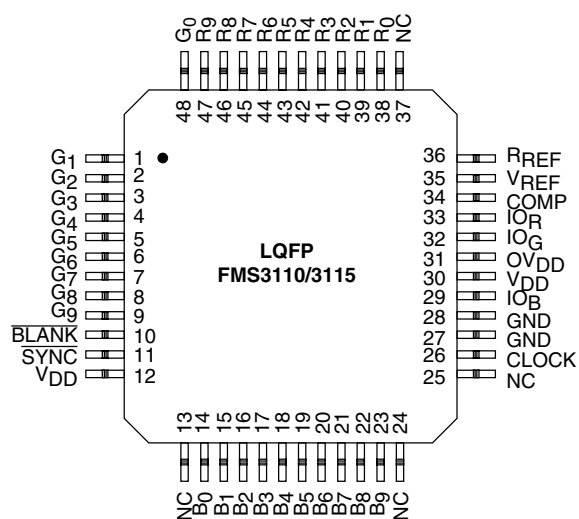 G0 R9 R8 R7 R6 R5 R4 R3 R2 R1 R0 NC
48 47 46 45 44 43 42 41 40 39 38 37
G1 1 36 RREF
G2 2 35 VREF
G3 3 34 COMP
G4 4 33 IOR
G5 5 32 IOG
G6 6 31 OVDD
G7 7 30 VDD
G8 8 29 IOB
G9 9 28 GND
BLANK 10 27 GND
SYNC 11 26 CLOCK
VDD 12 25 NC
LQFP
FMS3110/3115
13 14 15 16 17 18 19 20 21 22 23 24
NC B0 B1 B2 B3 B4 B5 B6 B7 B8 B9 NC